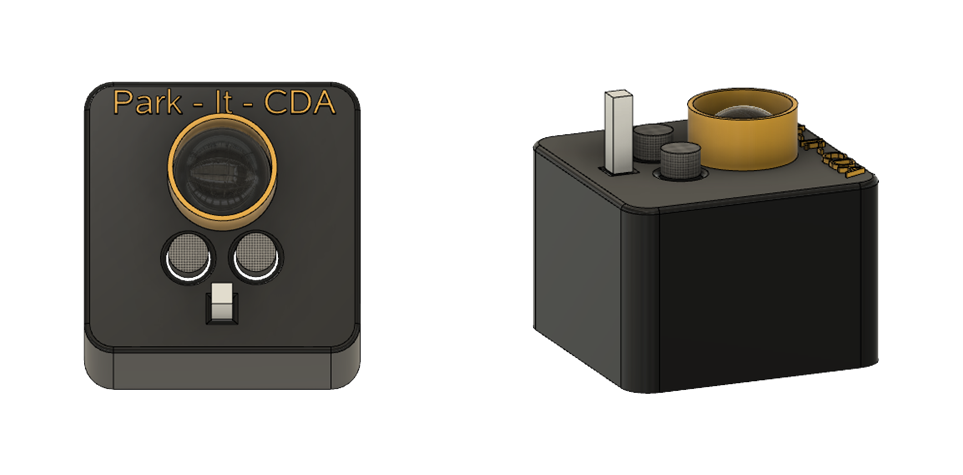 Park - It - CDA